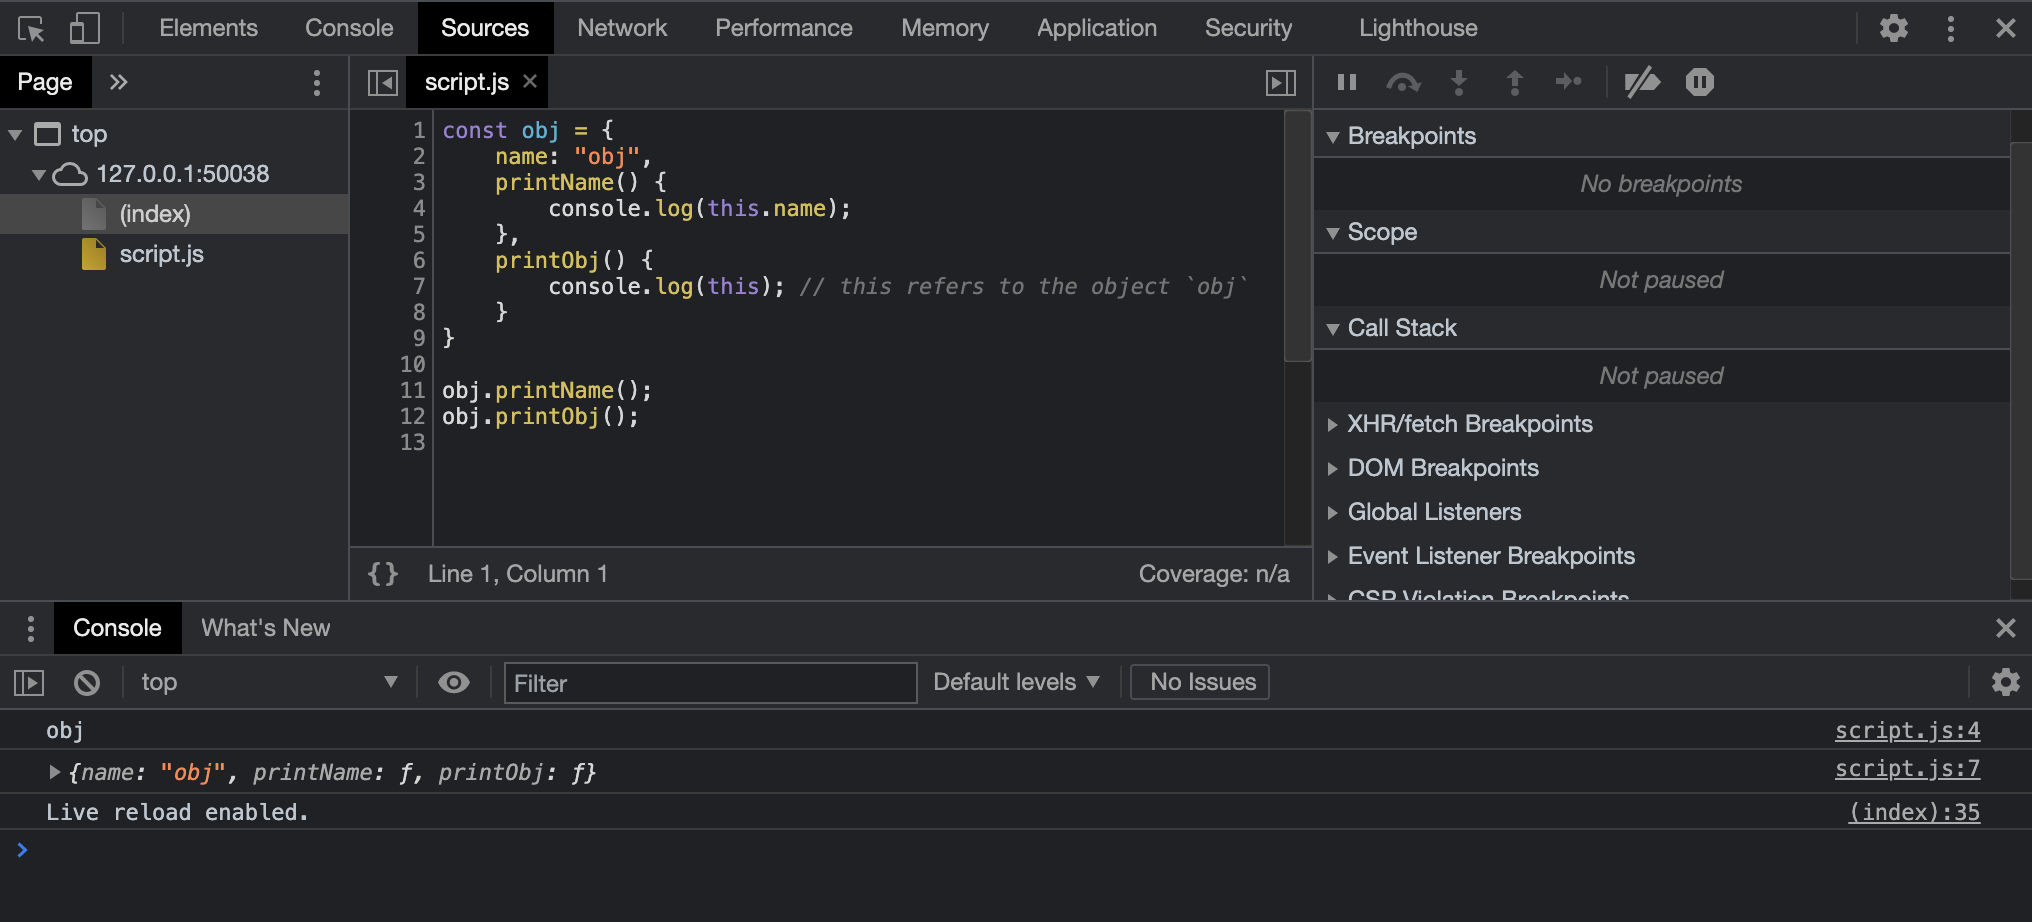 Elements Console Sources Network Performance Memory Application Security Lighthouse
Page
script.js
top
127.0.0.1:50038
(index)
script.js
1 const obj = {
2 name: "obj",
3 printName() {
4 console.log(this.name);
5 },
6 printObj() {
7 console.log(this); // this refers to the object `obj`
8 }
9 }
10
11 obj.printName();
12 obj.printObj();
13
{} Line 1, Column 1 Coverage: n/a
Breakpoints
No breakpoints
Scope
Not paused
Call Stack
Not paused
XHR/fetch Breakpoints
DOM Breakpoints
Global Listeners
Event Listener Breakpoints
CSP Violation Breakpoints
Console What's New
top Filter Default levels No Issues
obj script.js:4
{name: "obj", printName: ƒ, printObj: ƒ} script.js:7
Live reload enabled. (index):35